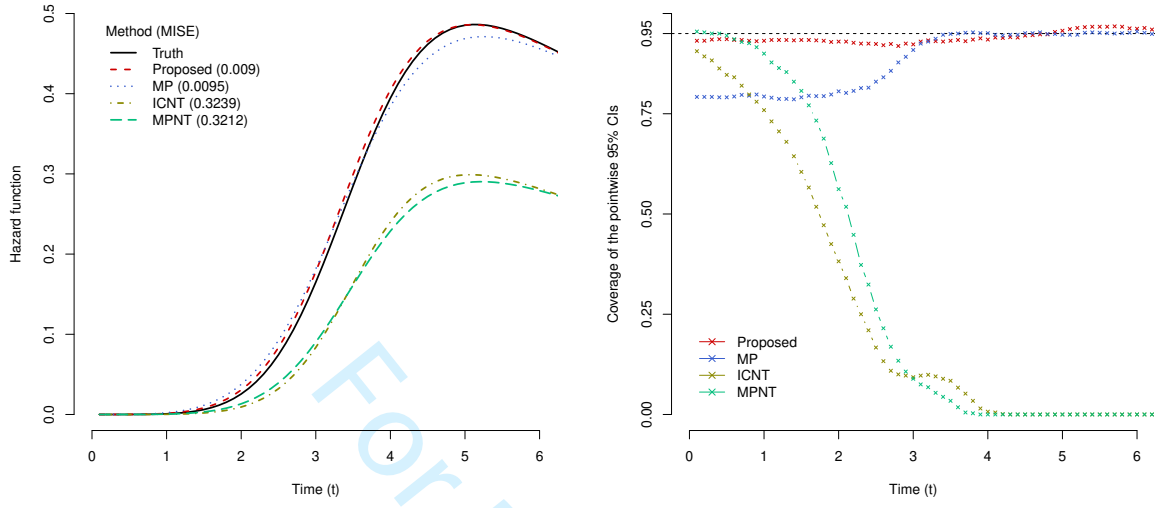 Method (MISE)
Truth
Proposed (0.009)
MP (0.0095)
ICNT (0.3239)
MPNT (0.3212)
Hazard function
0.0
0.1
0.2
0.3
0.4
0.5
0 1 2 3 4 5 6
Time (t)
Coverage of the pointwise 95% CIs
0.00
0.25
0.50
0.75
0.95
Proposed
MP
ICNT
MPNT
0 1 2 3 4 5 6
Time (t)
For